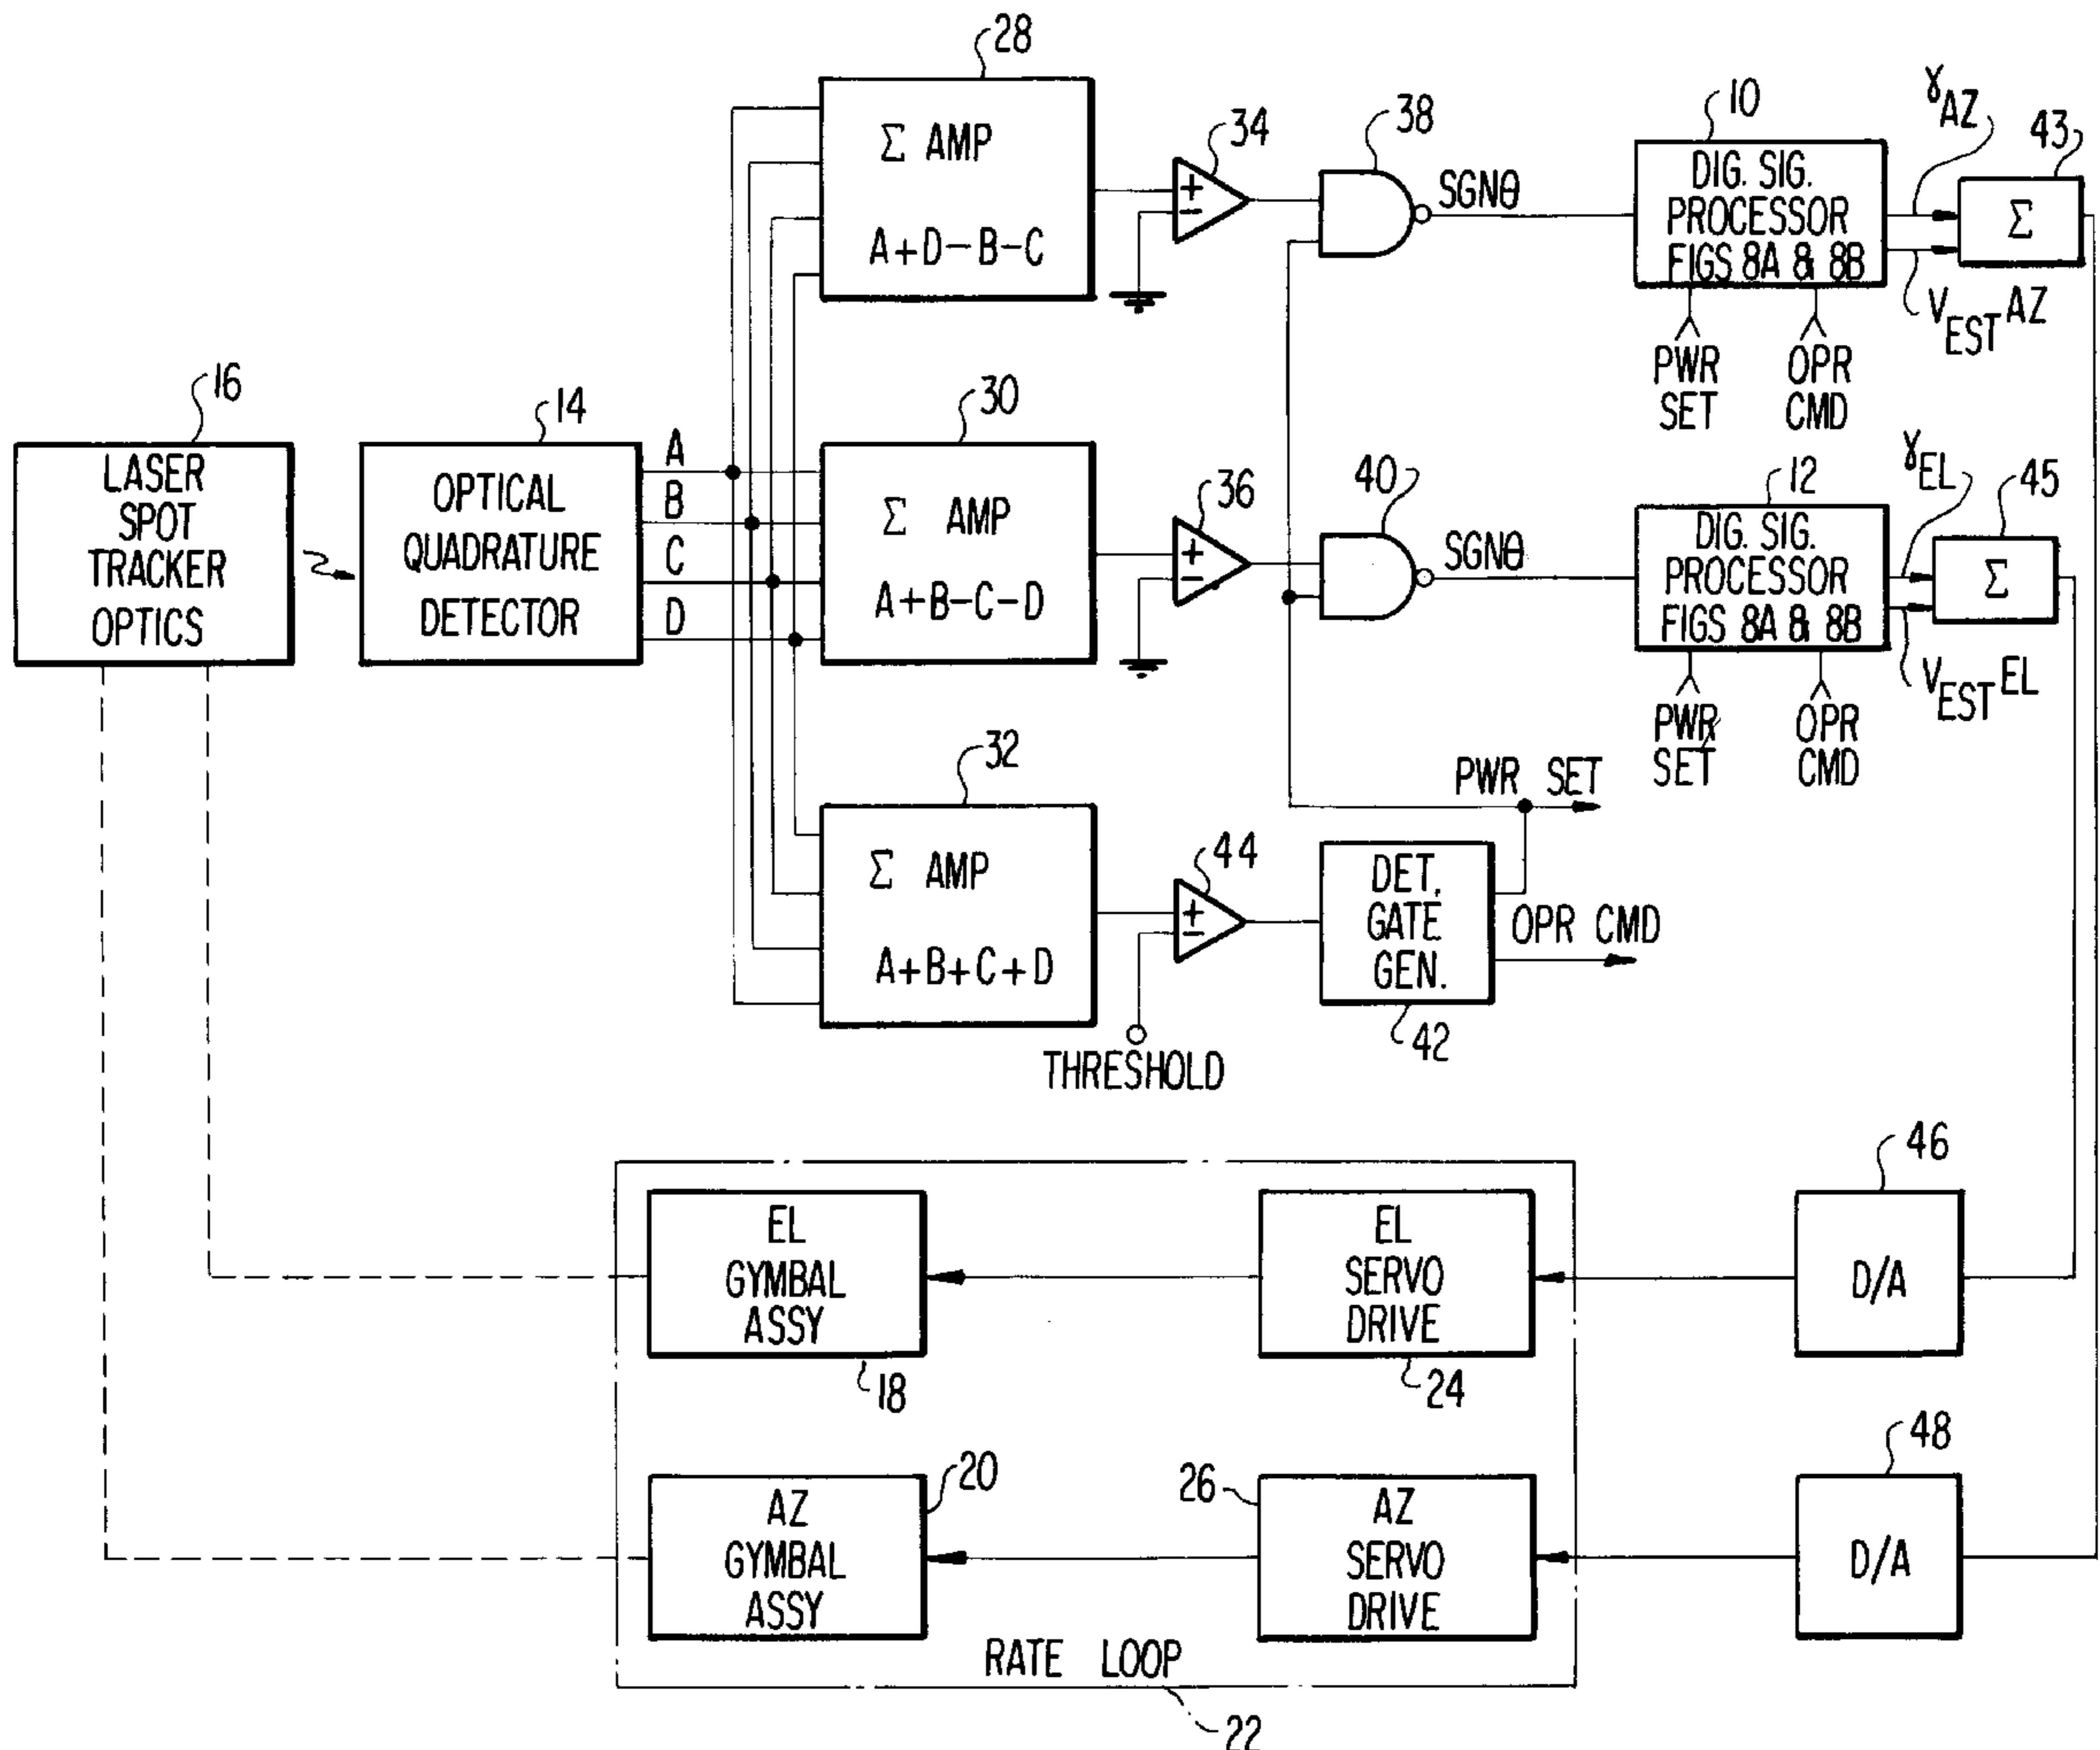 28
Σ AMP
A+D-B-C
34
+
-
38
SGNθ
10
DIG. SIG.
PROCESSOR
FIGS 8A & 8B
γAZ
VEST AZ
43
Σ
PWR
SET
OPR
CMD
16
LASER
SPOT
TRACKER
OPTICS
14
OPTICAL
QUADRATURE
DETECTOR
A
B
C
D
30
Σ AMP
A+B-C-D
36
+
-
40
SGNθ
12
DIG. SIG.
PROCESSOR
FIGS 8A & 8B
γEL
VEST EL
45
Σ
PWR
SET
OPR
CMD
32
Σ AMP
A+B+C+D
44
+
-
THRESHOLD
DET.
GATE
GEN.
42
PWR SET
OPR CMD
EL
GYMBAL
ASSY
18
EL
SERVO
DRIVE
24
46
D/A
AZ
GYMBAL
ASSY
20
26
AZ
SERVO
DRIVE
48
D/A
RATE LOOP
22